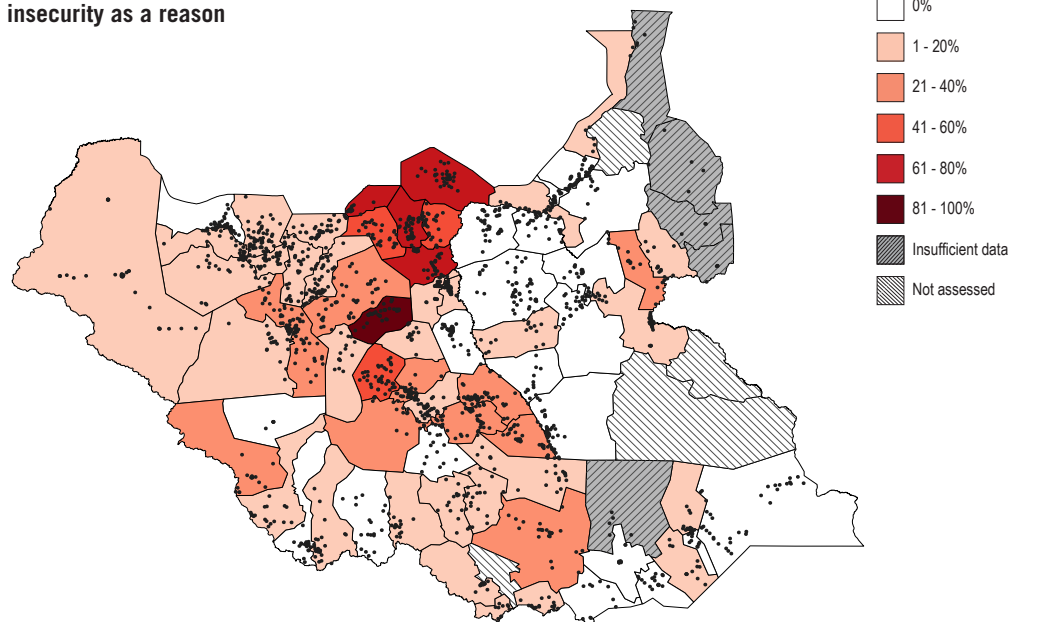 insecurity as a reason
0%
1 - 20%
21 - 40%
41 - 60%
61 - 80%
81 - 100%
Insufficient data
Not assessed